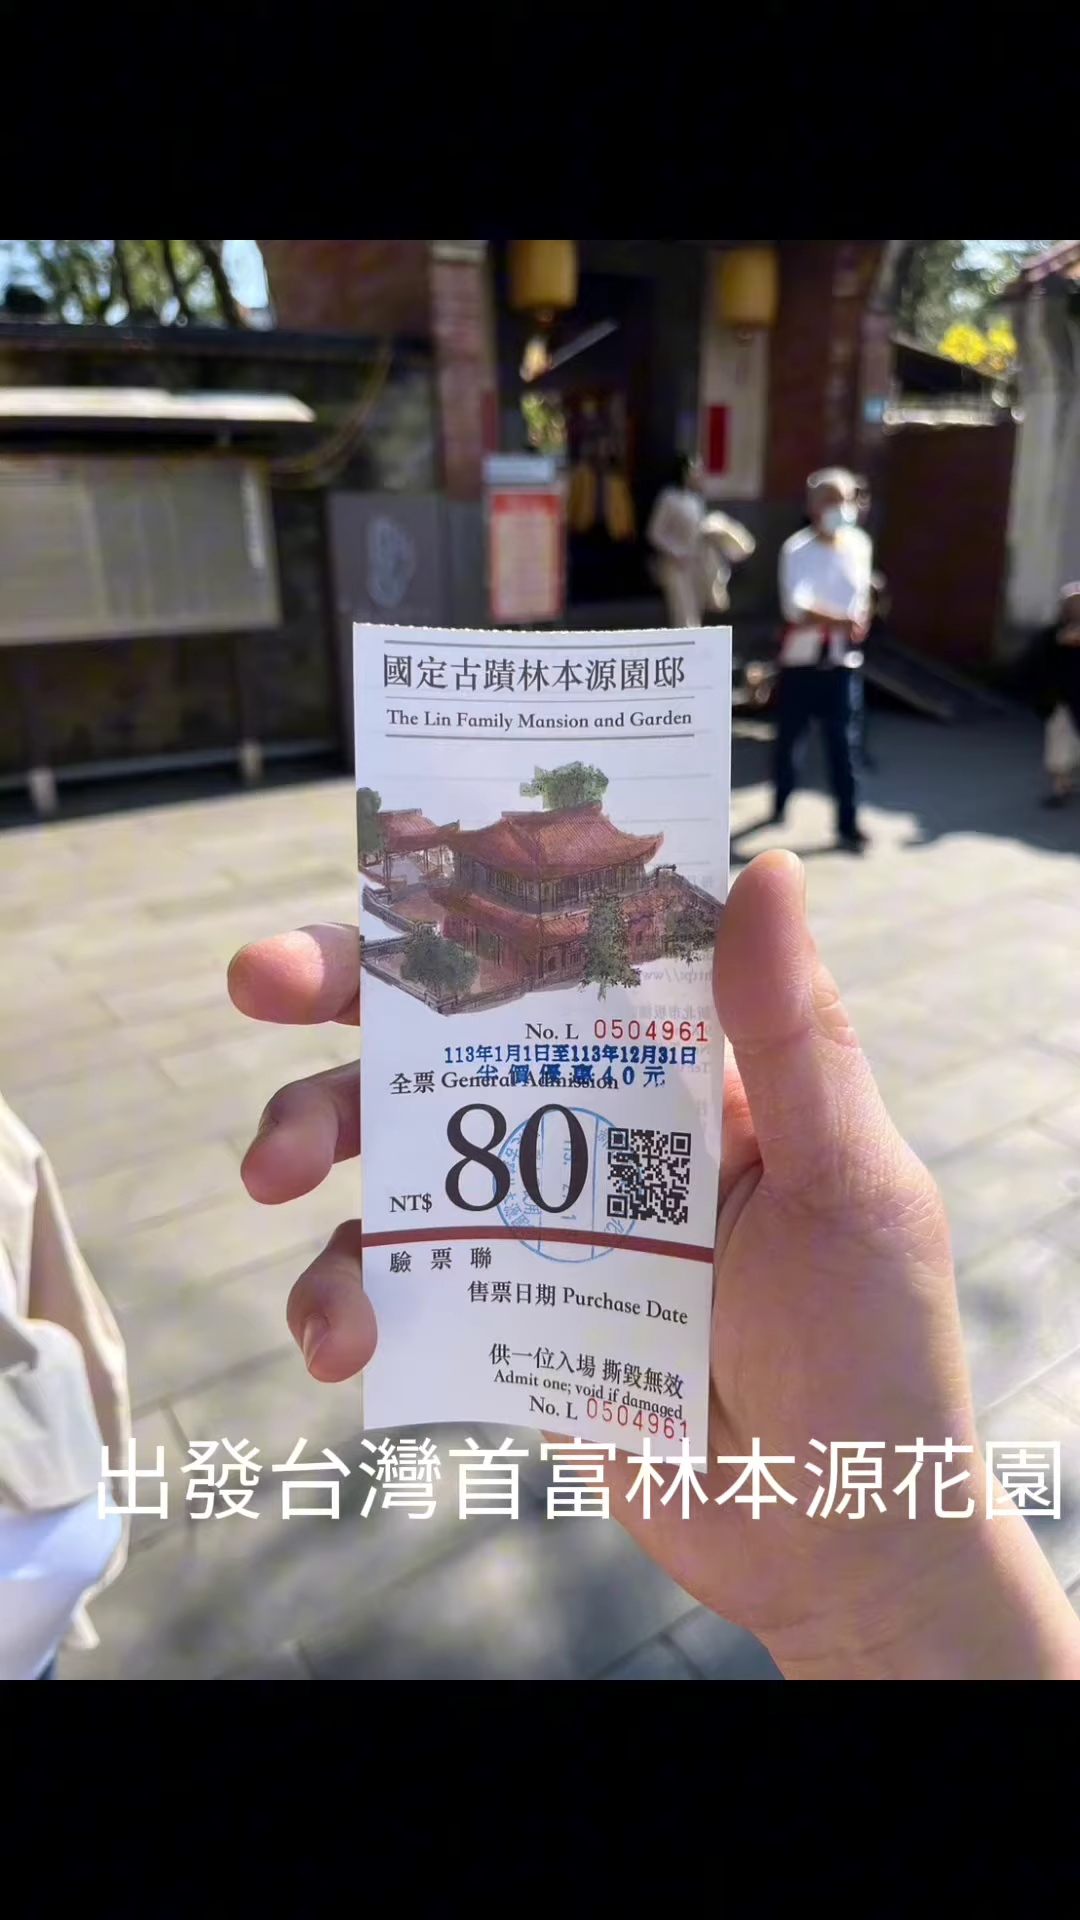 國定古蹟林本源園邸
The Lin Family Mansion and Garden
No. L 0504961
113年1月1日至113年12月31日
半價優惠40元
全票 General Admission
NT$ 80
驗票聯
售票日期 Purchase Date
供一位入場 撕毀無效
Admit one; void if damaged
No. L 0504961
出發台灣首富林本源花園